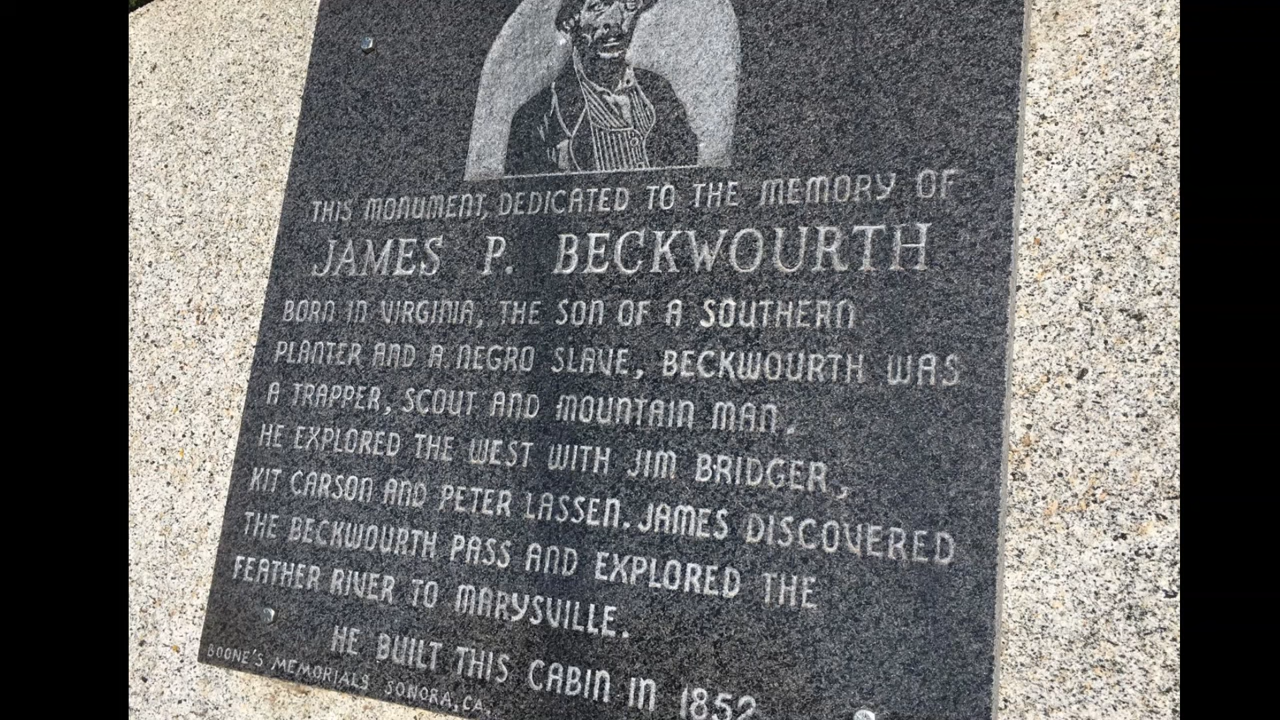 THIS MONUMENT, DEDICATED TO THE MEMORY OF
JAMES P. BECKWOURTH
BORN IN VIRGINIA, THE SON OF A SOUTHERN
PLANTER AND A NEGRO SLAVE, BECKWOURTH WAS
A TRAPPER, SCOUT AND MOUNTAIN MAN.
HE EXPLORED THE WEST WITH JIM BRIDGER,
KIT CARSON AND PETER LASSEN. JAMES DISCOVERED
THE BECKWOURTH PASS AND EXPLORED THE
FEATHER RIVER TO MARYSVILLE.
HE BUILT THIS CABIN IN 1852
BOONE'S MEMORIALS SONORA, CA.